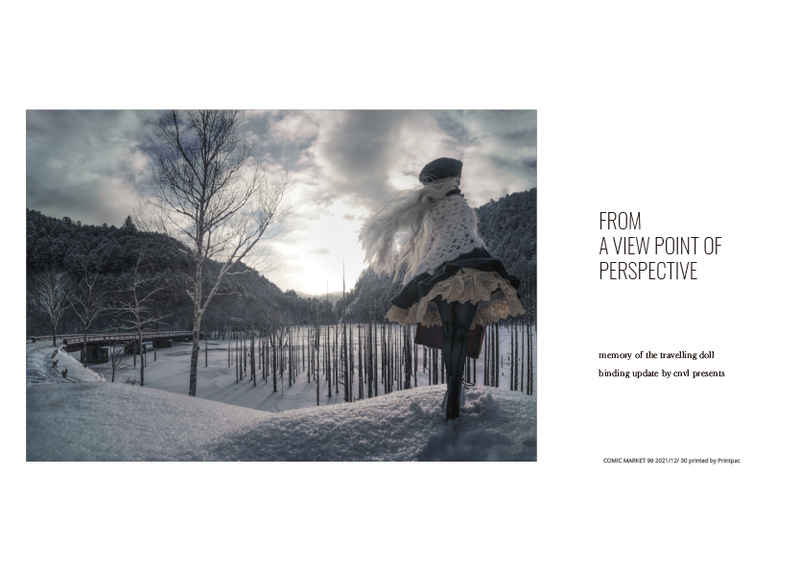 FROM
A VIEW POINT OF
PERSPECTIVE
memory of the travelling doll
binding update by cnvl presents
COMIC MARKET 99 2021/12/ 30 printed by Printpac